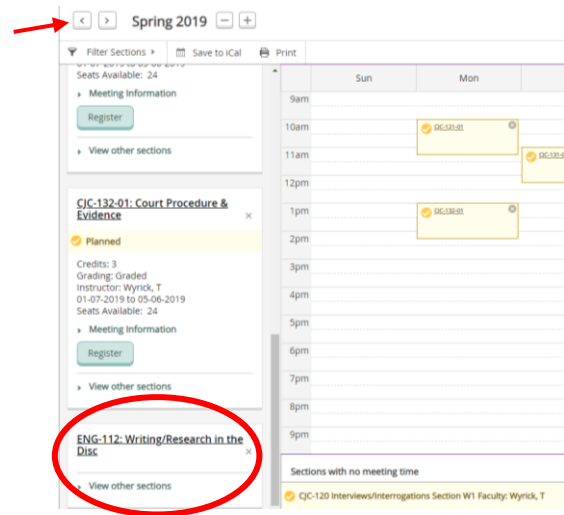 Spring 2019
Filter Sections
Save to iCal
Print
Seats Available: 24
Meeting Information
Register
View other sections
CJC-132-01: Court Procedure &
Evidence
Planned
Credits: 3
Grading: Graded
Instructor: Wyrick, T
01-07-2019 to 05-06-2019
Seats Available: 24
Meeting Information
Register
View other sections
ENG-112: Writing/Research in the
Disc
View other sections
Sun
Mon
9am
10am
11am
12pm
1pm
2pm
3pm
4pm
5pm
6pm
7pm
8pm
9pm
CJC-121-01
CJC-132-01
Sections with no meeting time
CJC-120 Interviews/Interrogations Section W1 Faculty: Wyrick, T